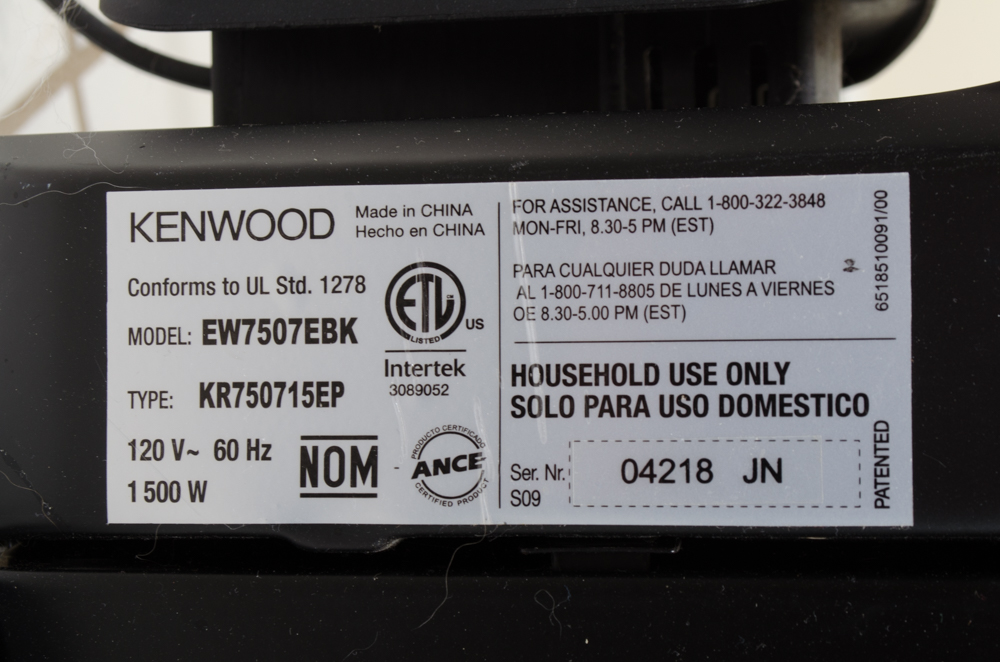 KENWOOD
Made in CHINA
Hecho en CHINA
Conforms to UL Std. 1278
MODEL: EW7507EBK
TYPE: KR750715EP
120 V~ 60 Hz
1500 W
ETL
LISTED
US
Intertek
3089052
NOM
PRODUCTO CERTIFICADO
ANCE
CERTIFIED PRODUCT
FOR ASSISTANCE, CALL 1-800-322-3848
MON-FRI, 8.30-5 PM (EST)
PARA CUALQUIER DUDA LLAMAR
AL 1-800-711-8805 DE LUNES A VIERNES
OE 8.30-5.00 PM (EST)
6518510091/00
HOUSEHOLD USE ONLY
SOLO PARA USO DOMESTICO
Ser. Nr.
S09
04218 JN
PATENTED